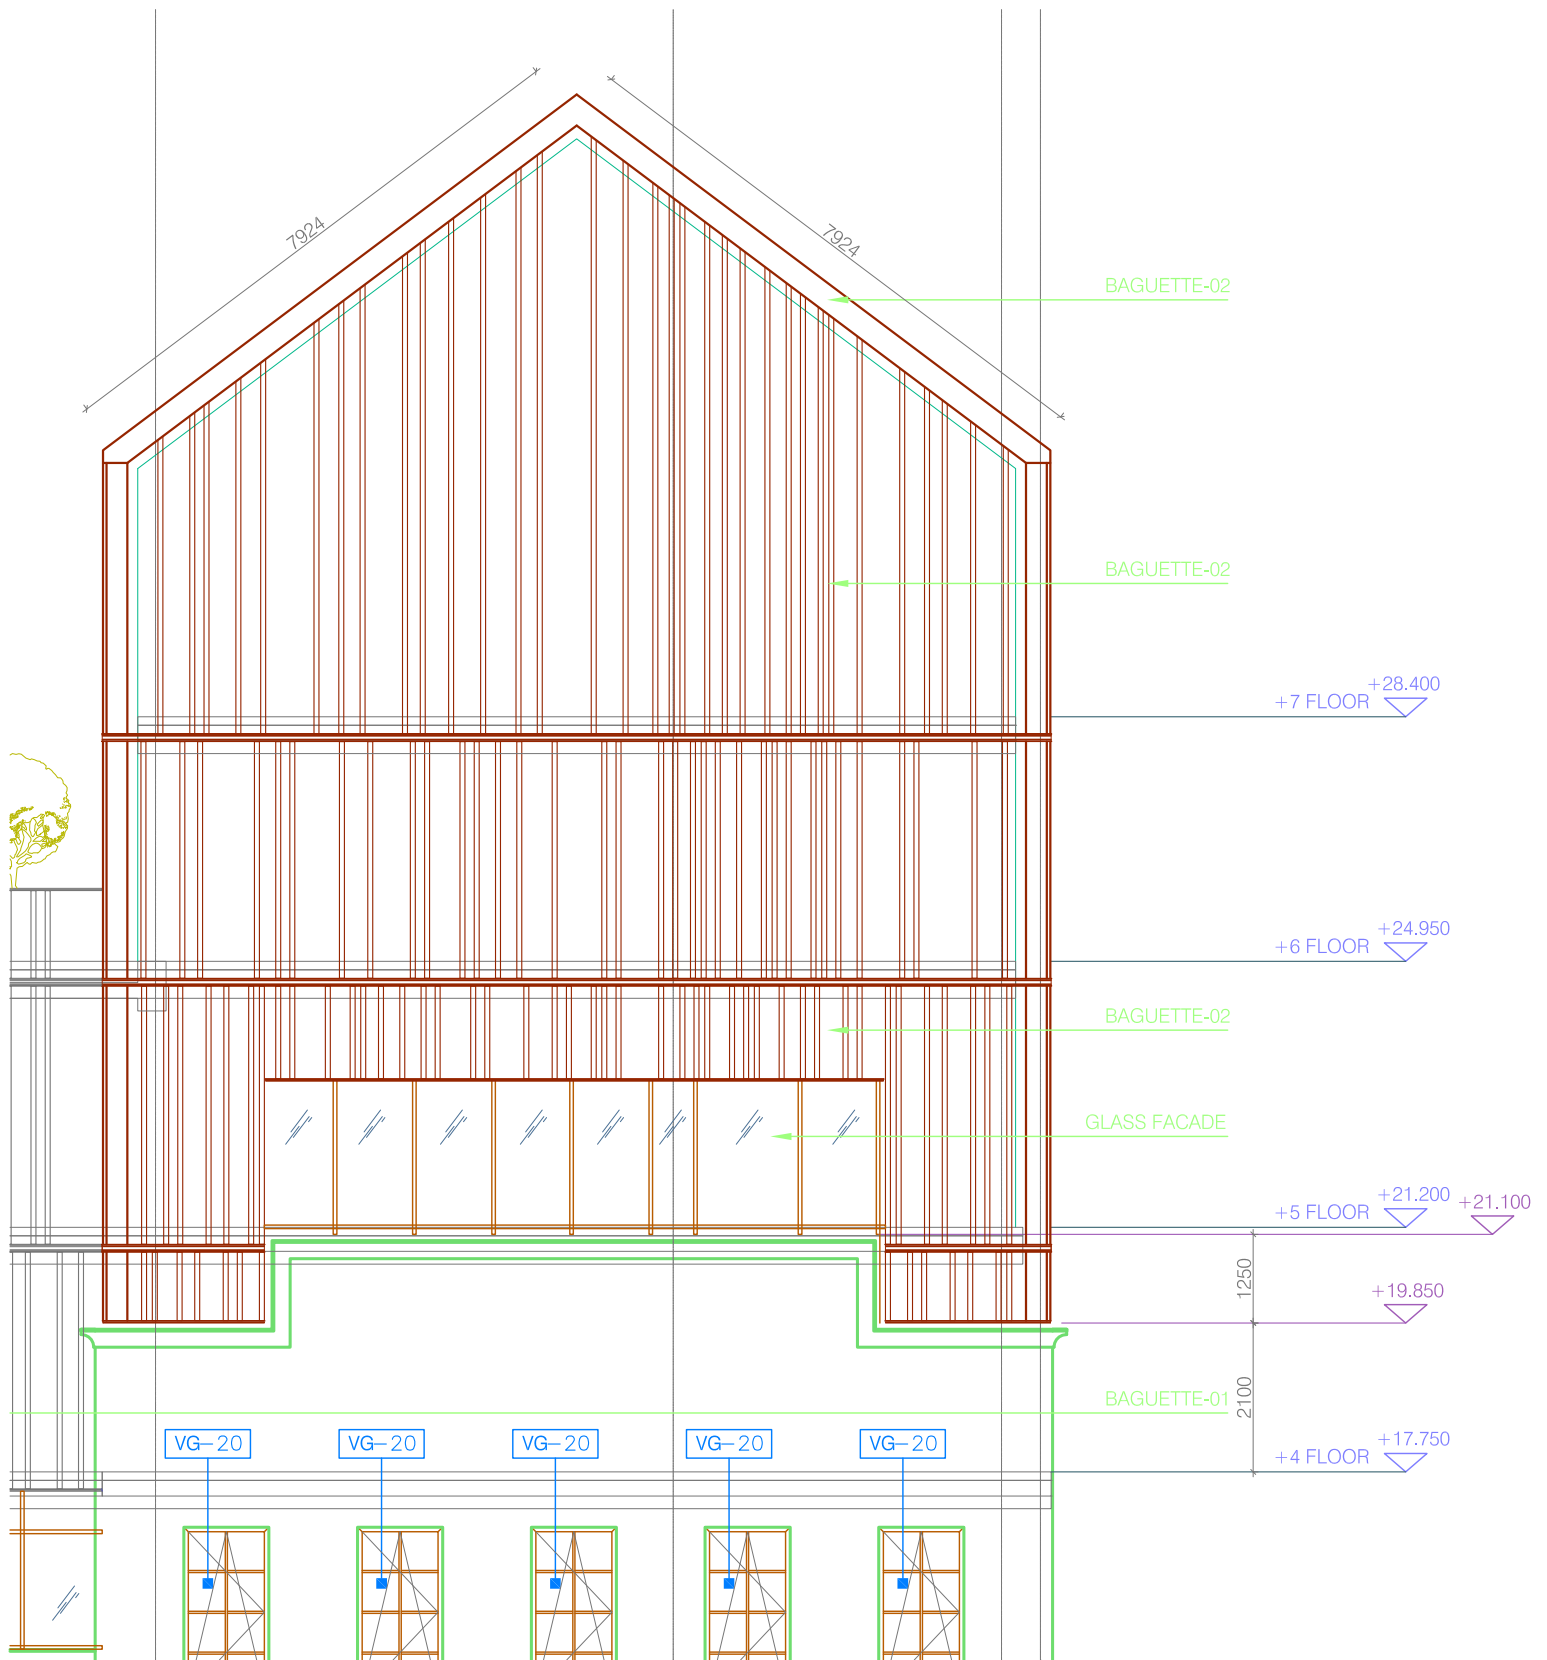 7924
7924
BAGUETTE-02
BAGUETTE-02
+28.400
+7 FLOOR
+24.950
+6 FLOOR
BAGUETTE-02
GLASS FACADE
+21.200
+21.100
+5 FLOOR
1250
+19.850
2100
BAGUETTE-01
+17.750
+4 FLOOR
VG-20
VG-20
VG-20
VG-20
VG-20